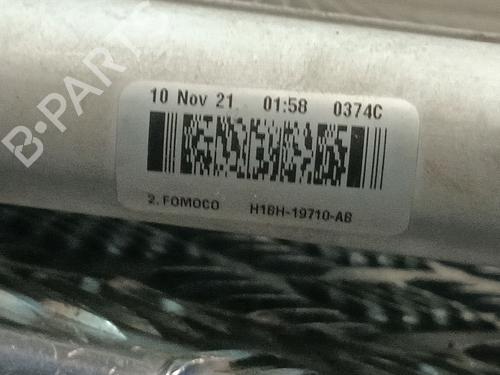 10 Nov 21 01:58 0374C
2. FOMOCO H1BH-19710-AB
B-PARTS